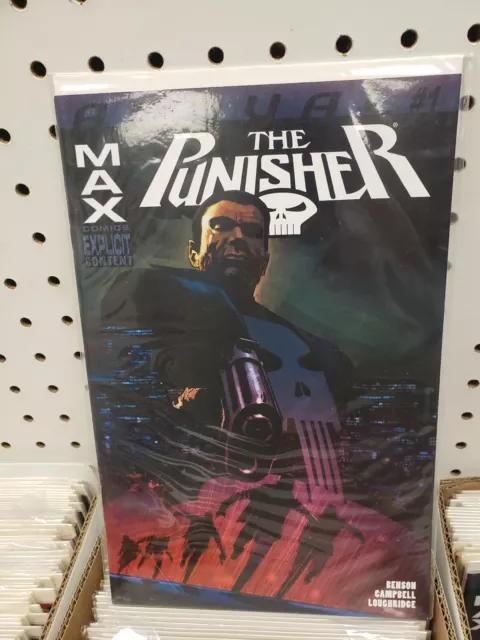 #1
MAX
COMICS
EXPLICIT
CONTENT
THE
PUNISHER®
BENSON
CAMPBELL
LOUGHRIDGE